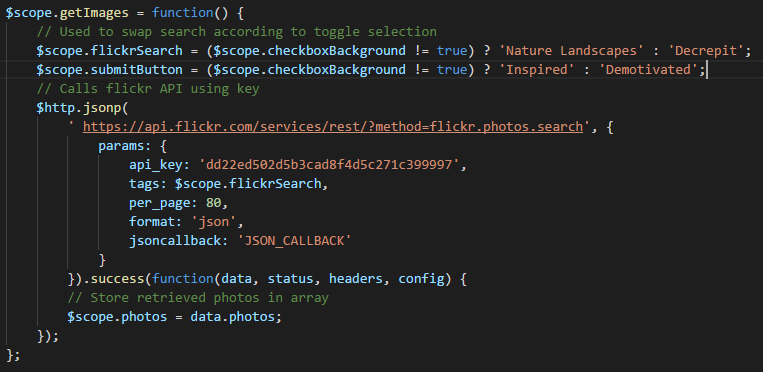 $scope.getImages = function() {
// Used to swap search according to toggle selection
$scope.flickrSearch = ($scope.checkboxBackground != true) ? 'Nature Landscapes' : 'Decrepit';
$scope.submitButton = ($scope.checkboxBackground != true) ? 'Inspired' : 'Demotivated';
// Calls flickr API using key
$http.jsonp(
' https://api.flickr.com/services/rest/?method=flickr.photos.search', {
params: {
api_key: 'dd22ed502d5b3cad8f4d5c271c399997',
tags: $scope.flickrSearch,
per_page: 80,
format: 'json',
jsoncallback: 'JSON_CALLBACK'
}
}).success(function(data, status, headers, config) {
// Store retrieved photos in array
$scope.photos = data.photos;
});
};